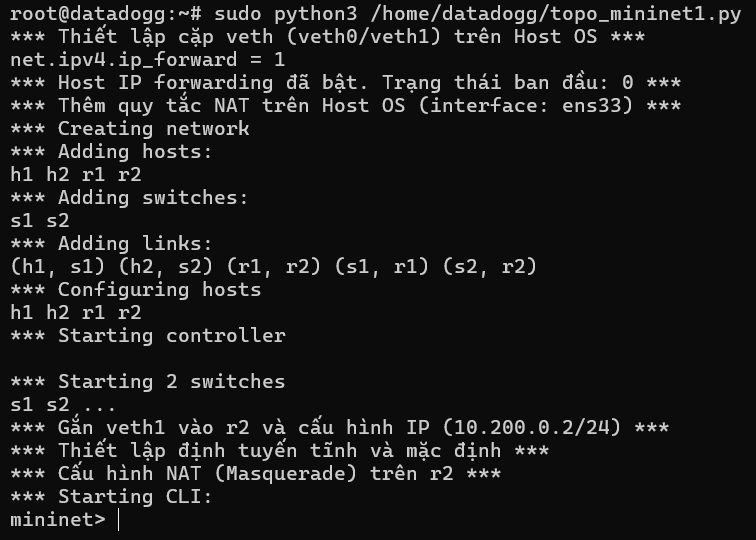 root@datadogg:~# sudo python3 /home/datadogg/topo_mininet1.py
*** Thiết lập cặp veth (veth0/veth1) trên Host OS ***
net.ipv4.ip_forward = 1
*** Host IP forwarding đã bật. Trạng thái ban đầu: 0 ***
*** Thêm quy tắc NAT trên Host OS (interface: ens33) ***
*** Creating network
*** Adding hosts:
h1 h2 r1 r2
*** Adding switches:
s1 s2
*** Adding links:
(h1, s1) (h2, s2) (r1, r2) (s1, r1) (s2, r2)
*** Configuring hosts
h1 h2 r1 r2
*** Starting controller

*** Starting 2 switches
s1 s2 ...
*** Gắn veth1 vào r2 và cấu hình IP (10.200.0.2/24) ***
*** Thiết lập định tuyến tĩnh và mặc định ***
*** Cấu hình NAT (Masquerade) trên r2 ***
*** Starting CLI:
mininet>